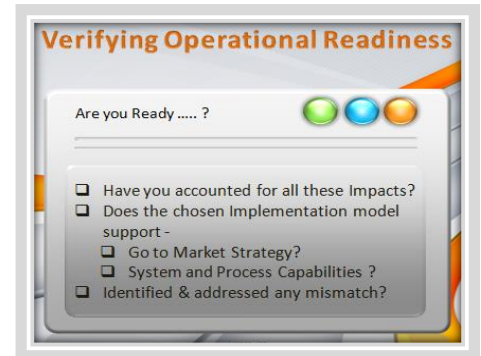 Verifying Operational Readiness
Are you Ready ..... ?
❑ Have you accounted for all these Impacts?
❑ Does the chosen Implementation model
support -
❑ Go to Market Strategy?
❑ System and Process Capabilities ?
❑ Identified & addressed any mismatch?